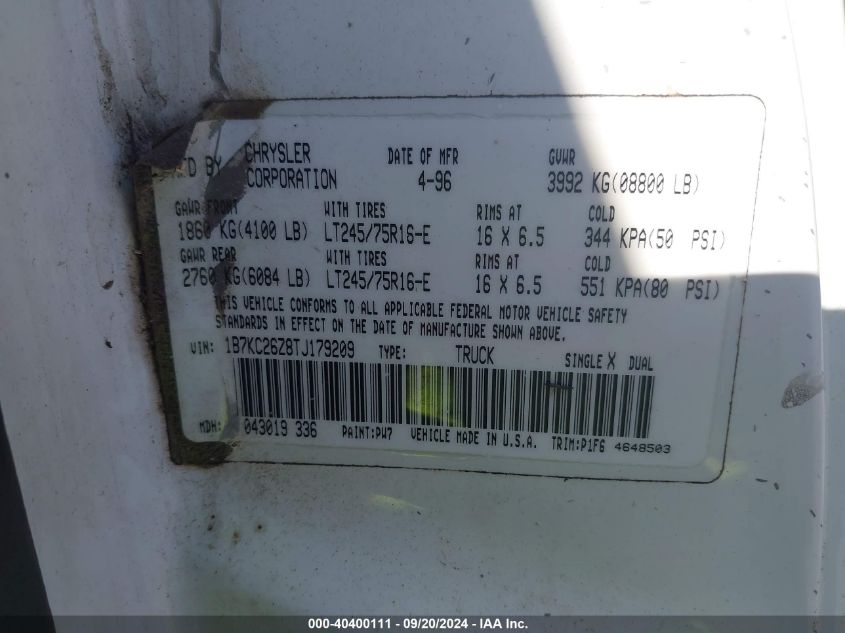 D BY CHRYSLER CORPORATION DATE OF MFR 4-96 GVWR 3992 KG(08800 LB)
GAWR FRONT WITH TIRES RIMS AT COLD
1860 KG(4100 LB) LT245/75R16-E 16 X 6.5 344 KPA(50 PSI)
GAWR REAR WITH TIRES RIMS AT COLD
2760 KG(6084 LB) LT245/75R16-E 16 X 6.5 551 KPA(80 PSI)
THIS VEHICLE CONFORMS TO ALL APPLICABLE FEDERAL MOTOR VEHICLE SAFETY
STANDARDS IN EFFECT ON THE DATE OF MANUFACTURE SHOWN ABOVE.
VIN: 1B7KC26Z8TJ179209 TYPE: TRUCK SINGLE X DUAL
MDH: 043019 336 PAINT:PW7 VEHICLE MADE IN U.S.A. TRIM:P1F6 4648503
000-40400111 - 09/20/2024 - IAA Inc.